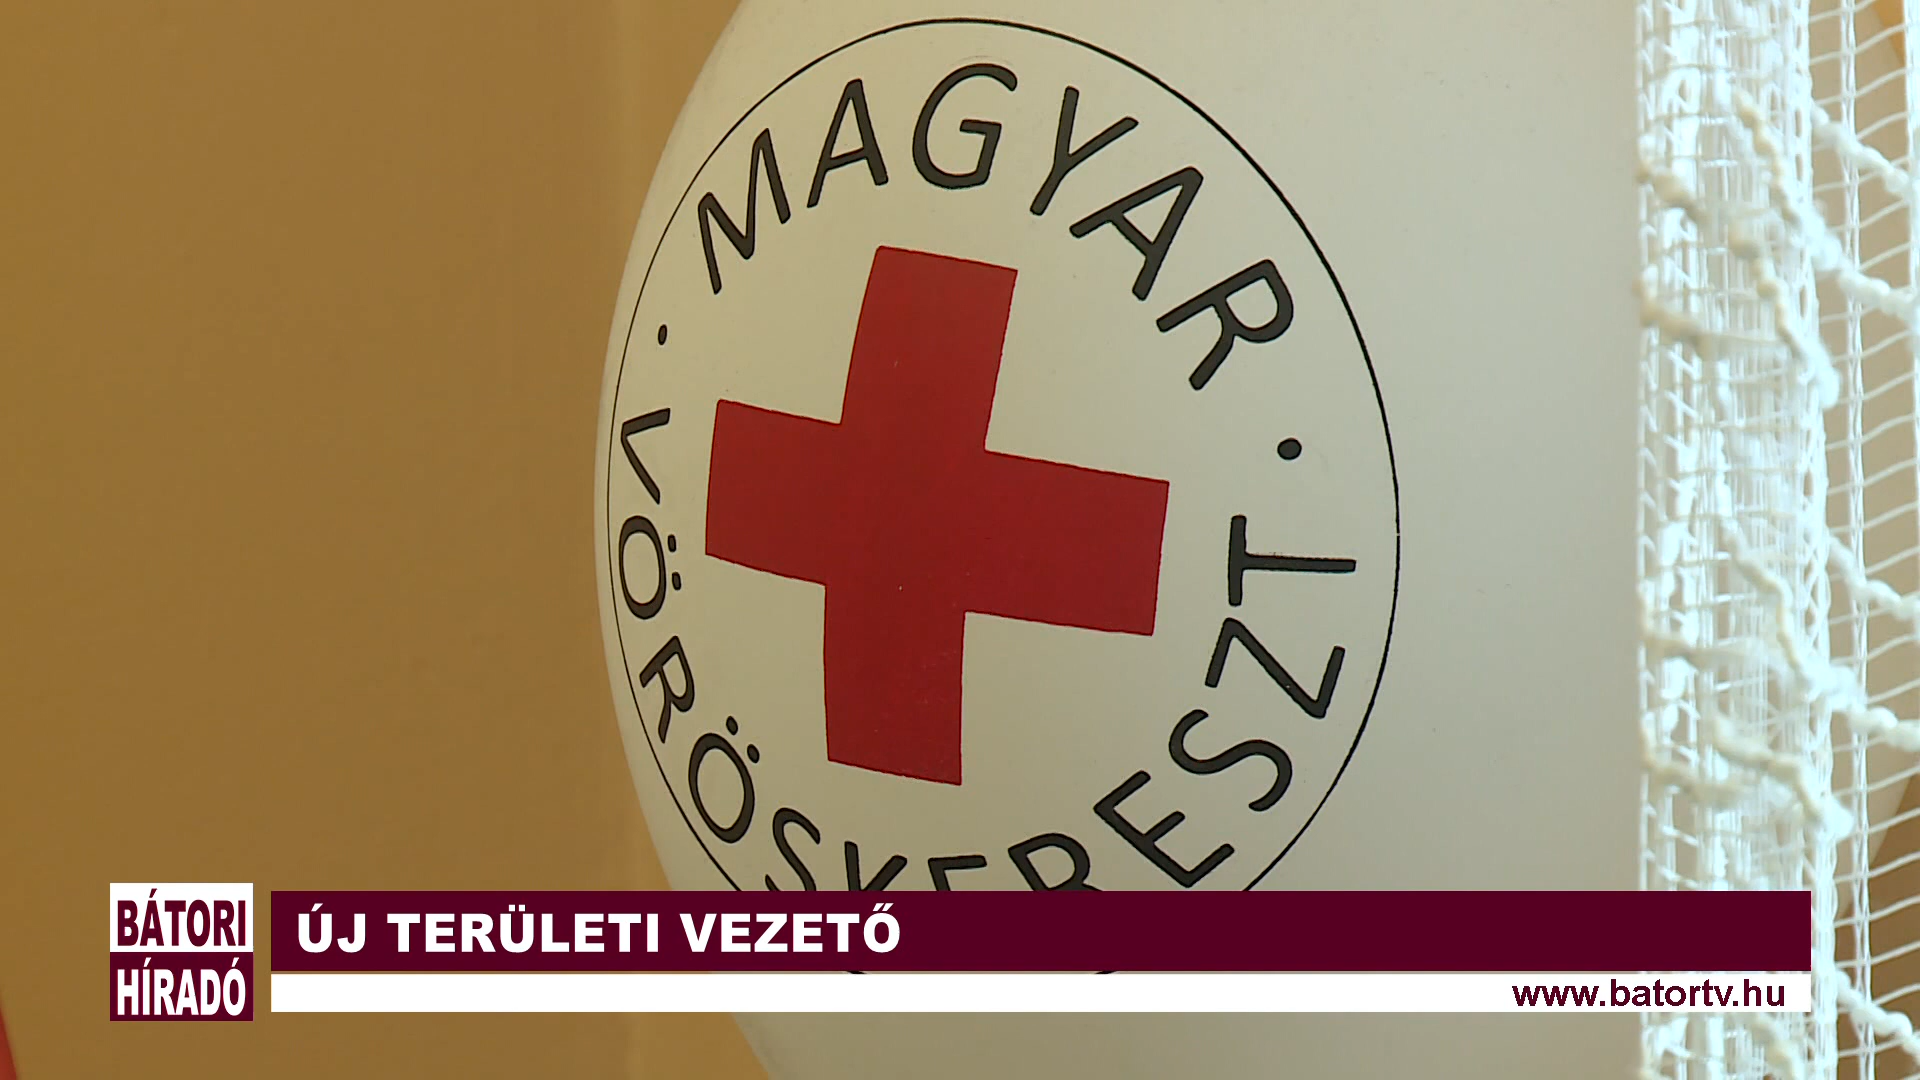 MAGYAR
· VÖRÖSKERESZT ·
BÁTORI
HÍRADÓ
ÚJ TERÜLETI VEZETŐ
www.batortv.hu